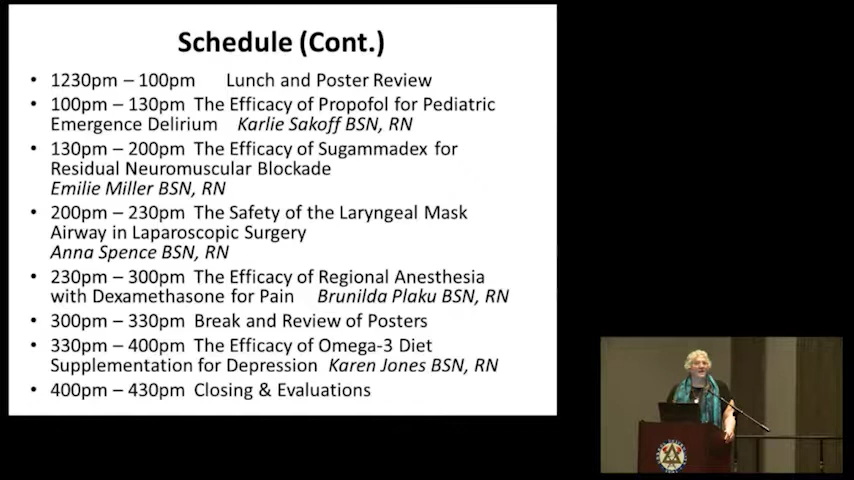 Schedule (Cont.)
• 1230pm – 100pm Lunch and Poster Review
• 100pm – 130pm The Efficacy of Propofol for Pediatric
Emergence Delirium Karlie Sakoff BSN, RN
• 130pm – 200pm The Efficacy of Sugammadex for
Residual Neuromuscular Blockade
Emilie Miller BSN, RN
• 200pm – 230pm The Safety of the Laryngeal Mask
Airway in Laparoscopic Surgery
Anna Spence BSN, RN
• 230pm – 300pm The Efficacy of Regional Anesthesia
with Dexamethasone for Pain Brunilda Plaku BSN, RN
• 300pm – 330pm Break and Review of Posters
• 330pm – 400pm The Efficacy of Omega-3 Diet
Supplementation for Depression Karen Jones BSN, RN
• 400pm – 430pm Closing & Evaluations